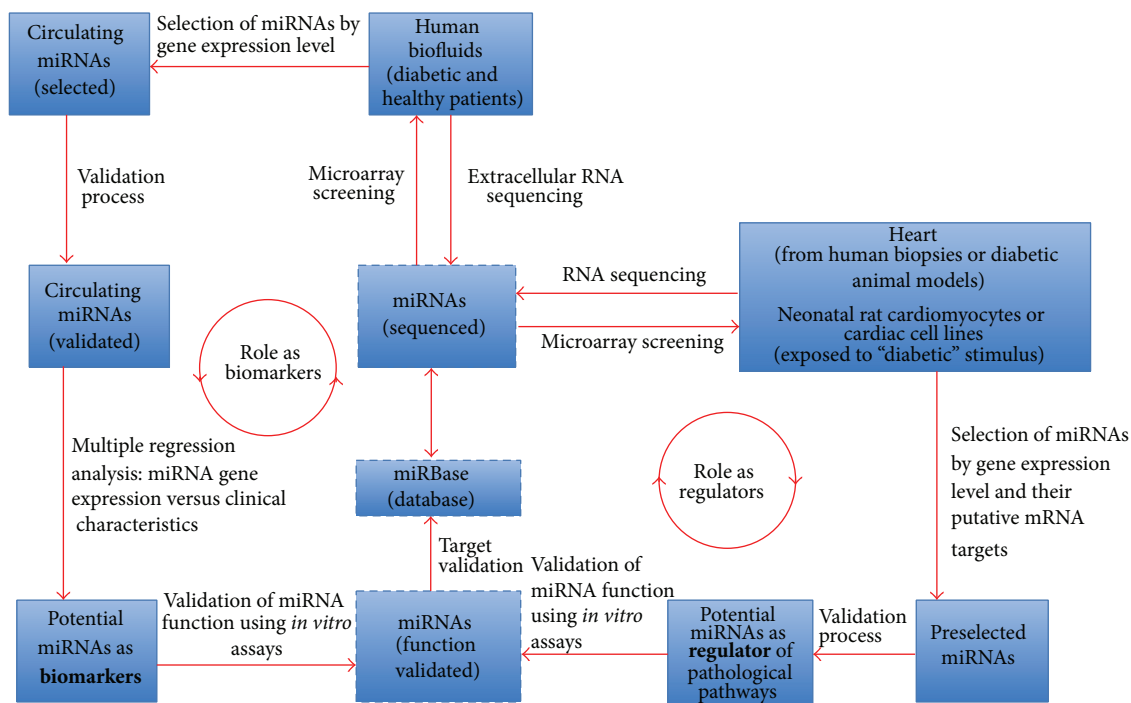 Circulating
miRNAs
(selected)
Selection of miRNAs by
gene expression level
Human
biofluids
(diabetic and
healthy patients)
Validation
process
Microarray
screening
Extracellular RNA
sequencing
Circulating
miRNAs
(validated)
Role as
biomarkers
miRNAs
(sequenced)
RNA sequencing
Microarray screening
Heart
(from human biopsies or diabetic
animal models)
Neonatal rat cardiomyocytes or
cardiac cell lines
(exposed to “diabetic” stimulus)
Multiple regression
analysis: miRNA gene
expression versus clinical
characteristics
miRBase
(database)
Role as
regulators
Selection of miRNAs
by gene expression
level and their
putative mRNA
targets
Potential
miRNAs as
biomarkers
Validation of miRNA
function using in vitro
assays
Target
validation
miRNAs
(function
validated)
Validation of
miRNA function
using in vitro
assays
Potential
miRNAs as
regulator of
pathological
pathways
Validation
process
Preselected
miRNAs